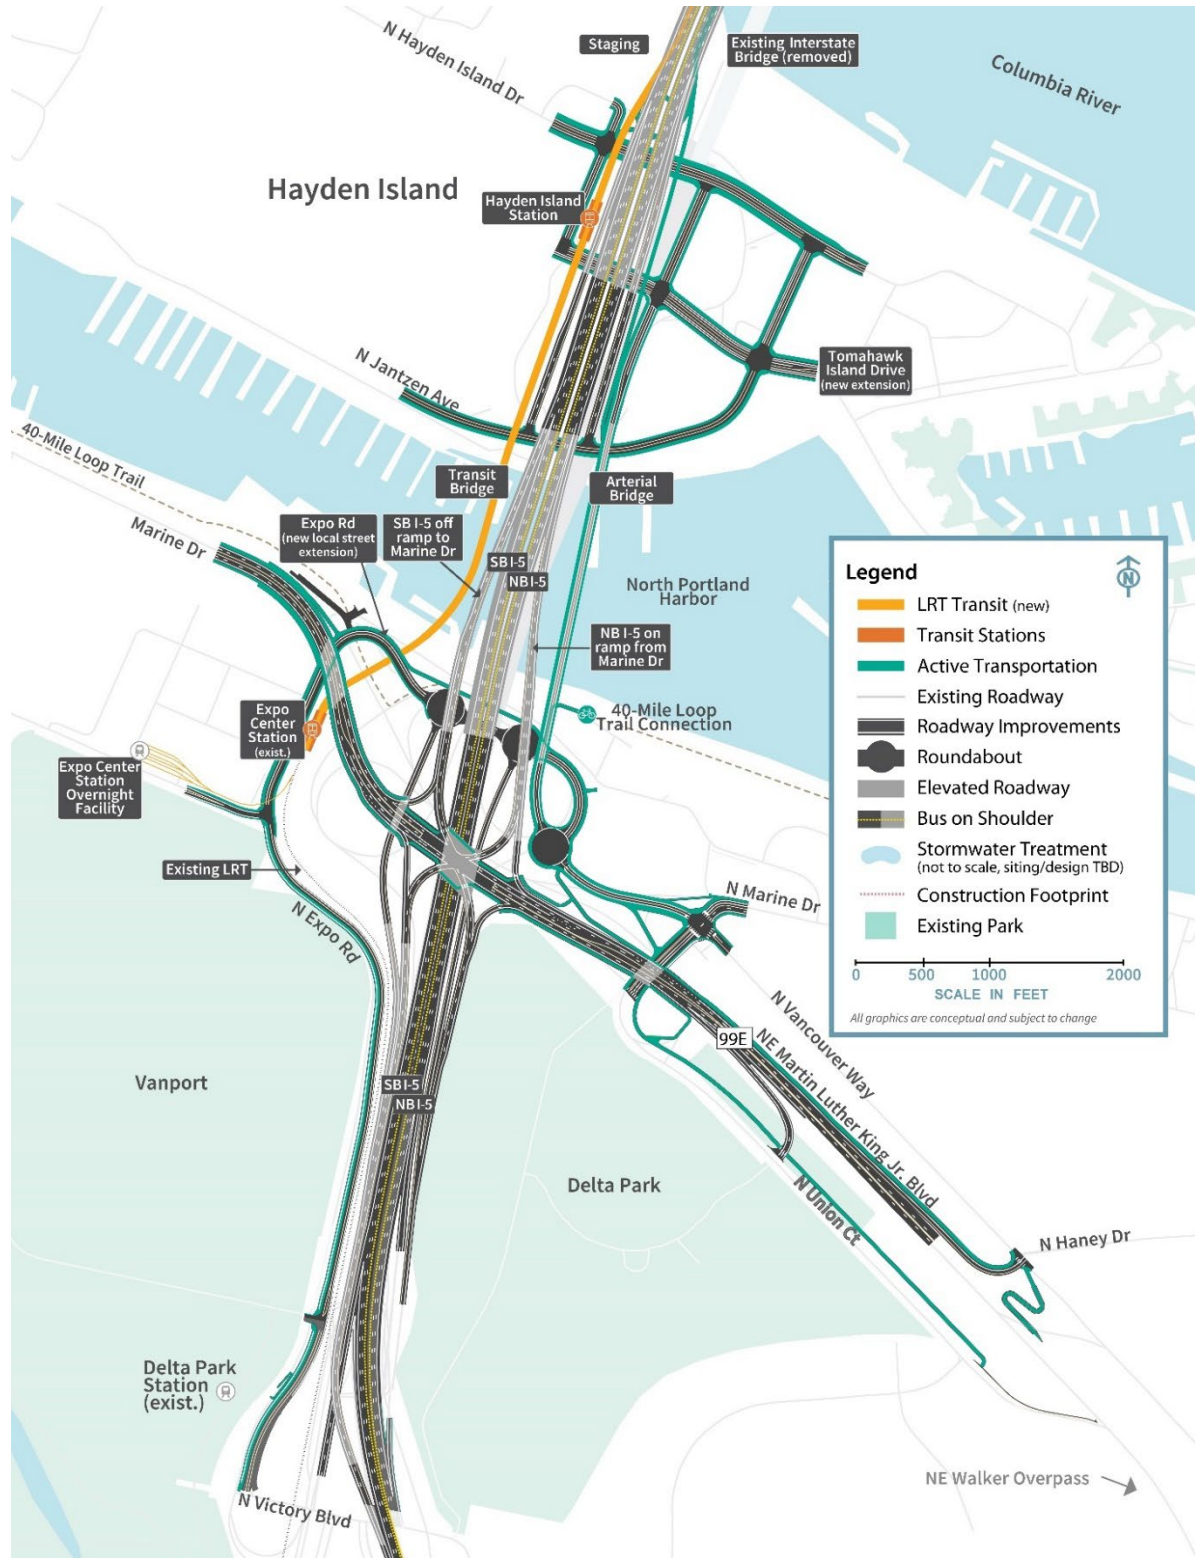 Staging
Existing Interstate
Bridge (removed)
N Hayden Island Dr
Columbia River
Hayden Island
Hayden Island
Station
Tomahawk
Island Drive
(new extension)
N Jantzen Ave
40-Mile Loop Trail
Transit
Bridge
Arterial
Bridge
Marine Dr
Expo Rd
(new local street
extension)
SB I-5 off
ramp to
Marine Dr
SB I-5
NB I-5
North Portland
Harbor
NB I-5 on
ramp from
Marine Dr
40-Mile Loop
Trail Connection
Expo
Center
Station
(exist.)
Expo Center
Station
Overnight
Facility
Existing LRT
N Expo Rd
N Marine Dr
N Vancouver Way
99E
NE Martin Luther King Jr. Blvd
SB I-5
NB I-5
Vanport
Delta Park
N Union Ct
N Haney Dr
Delta Park
Station
(exist.)
N Victory Blvd
NE Walker Overpass
Legend
N
LRT Transit (new)
Transit Stations
Active Transportation
Existing Roadway
Roadway Improvements
Roundabout
Elevated Roadway
Bus on Shoulder
Stormwater Treatment
(not to scale, siting/design TBD)
Construction Footprint
Existing Park
0 500 1000 2000
SCALE IN FEET
All graphics are conceptual and subject to change